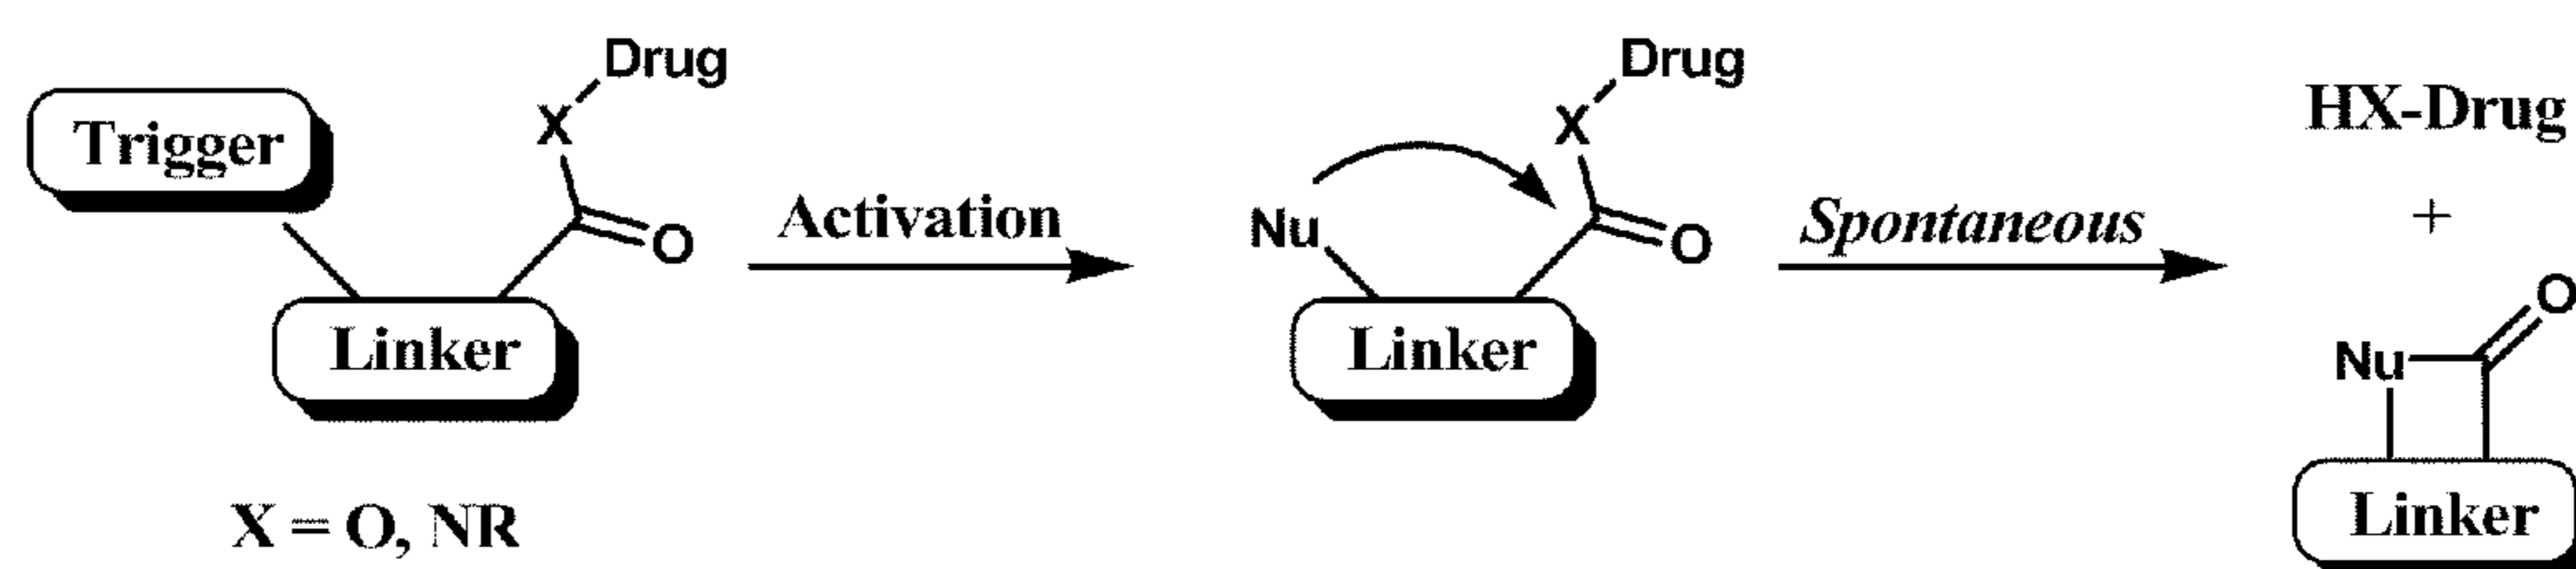 Drug
X
Trigger
O
Linker
X = O, NR
Activation
Drug
X
Nu
O
Linker
Spontaneous
HX-Drug
+
O
Nu
Linker